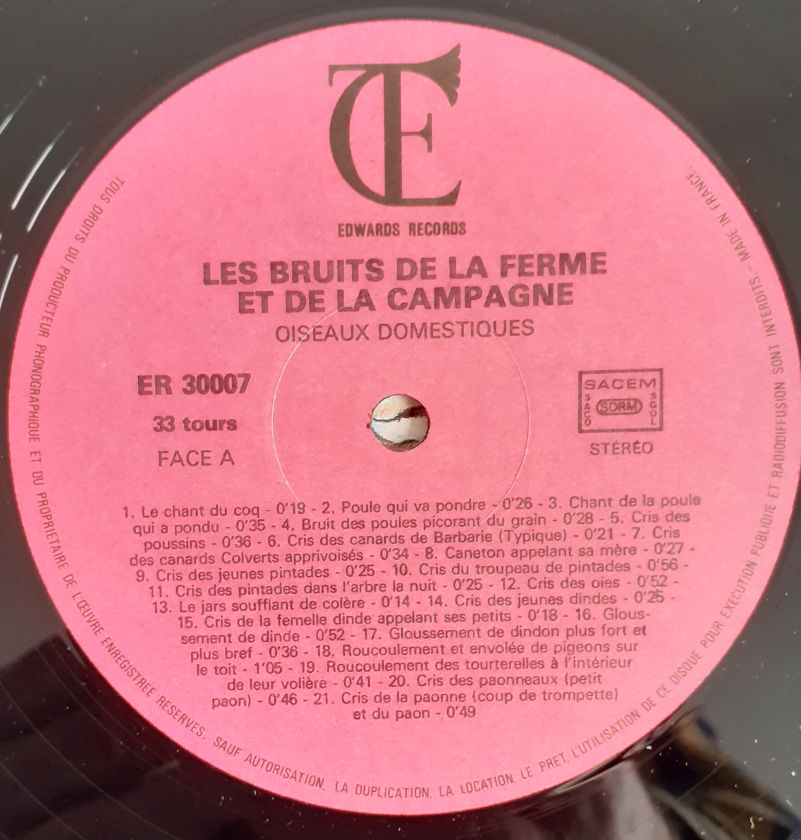 TE
EDWARDS RECORDS
LES BRUITS DE LA FERME
ET DE LA CAMPAGNE
OISEAUX DOMESTIQUES
ER 30007
33 tours
FACE A
SACEM
SACD
SDRM
SGDL
STÉRÉO
1. Le chant du coq - 0'19 - 2. Poule qui va pondre - 0'26 - 3. Chant de la poule
qui a pondu - 0'35 - 4. Bruit des poules picorant du grain - 0'28 - 5. Cris des
poussins - 0'36 - 6. Cris des canards de Barbarie (Typique) - 0'21 - 7. Cris
des canards Colverts apprivoisés - 0'34 - 8. Caneton appelant sa mère - 0'27 -
9. Cris des jeunes pintades - 0'25 - 10. Cris du troupeau de pintades - 0'56 -
11. Cris des pintades dans l'arbre la nuit - 0'25 - 12. Cris des oies - 0'52 -
13. Le jars soufflant de colère - 0'14 - 14. Cris des jeunes dindes - 0'25 -
15. Cris de la femelle dinde appelant ses petits - 0'18 - 16. Glous-
sement de dinde - 0'52 - 17. Gloussement de dindon plus fort et
plus bref - 0'36 - 18. Roucoulement et envolée de pigeons sur
le toit - 1'05 - 19. Roucoulement des tourterelles à l'intérieur
de leur volière - 0'41 - 20. Cris des paonneaux (petit
paon) - 0'46 - 21. Cris de la paonne (coup de trompette)
et du paon - 0'49
TOUS DROITS DU PRODUCTEUR PHONOGRAPHIQUE ET DU PROPRIETAIRE DE L'ŒUVRE ENREGISTREE RESERVES. SAUF AUTORISATION, LA DUPLICATION, LA LOCATION, LE PRET, L'UTILISATION DE CE DISQUE POUR EXECUTION PUBLIQUE ET RADIODIFFUSION SONT INTERDITS - MADE IN FRANCE.